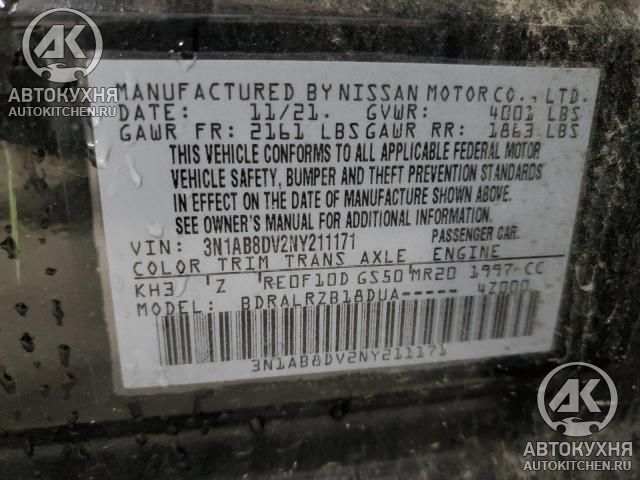 АК
АВТОКУХНЯ
AUTOKITCHEN.RU
MANUFACTURED BY NISSAN MOTOR CO., LTD.
DATE: 11/21. GVWR: 4001 LBS
GAWR FR: 2161 LBS GAWR RR: 1863 LBS
THIS VEHICLE CONFORMS TO ALL APPLICABLE FEDERAL MOTOR
VEHICLE SAFETY, BUMPER AND THEFT PREVENTION STANDARDS
IN EFFECT ON THE DATE OF MANUFACTURE SHOWN ABOVE.
SEE OWNER'S MANUAL FOR ADDITIONAL INFORMATION.
VIN: 3N1AB8DV2NY211171 PASSENGER CAR.
COLOR TRIM TRANS AXLE ENGINE
KH3 Z RE0F10D GS50 MR20 1997 CC
MODEL: BDRALRZB18DUA----- 4Z000
3N1AB8DV2NY211171
АК
АВТОКУХНЯ
AUTOKITCHEN.RU